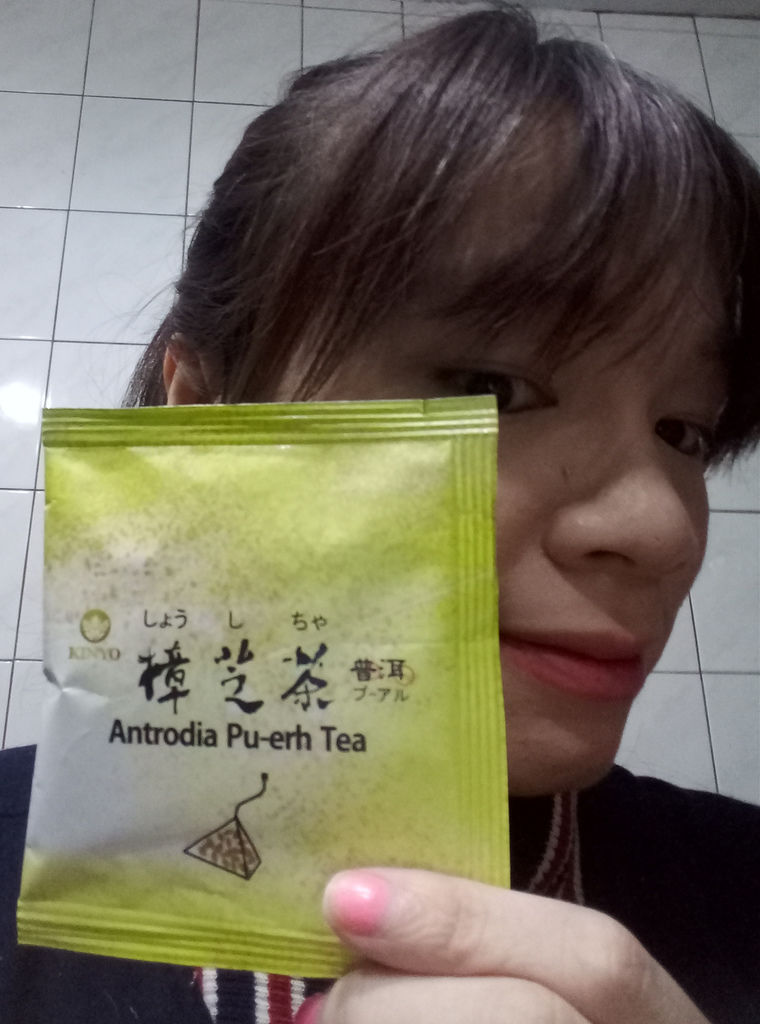 しょう し ちゃ
KINYO 樟芝茶 普洱
プーアル
Antrodia Pu-erh Tea